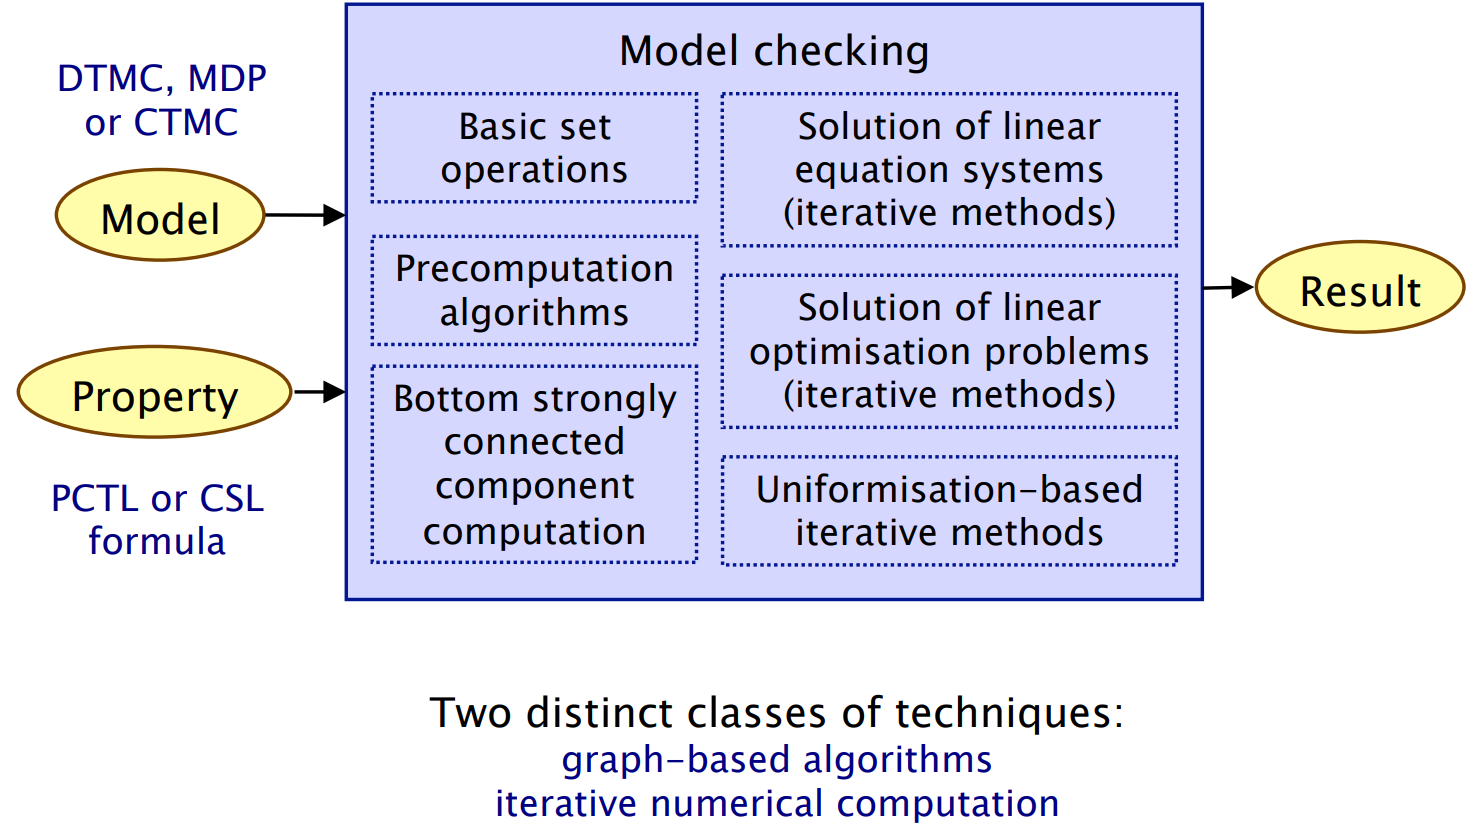 Model checking
DTMC, MDP
or CTMC
Model
Property
PCTL or CSL
formula
Basic set
operations
Precomputation
algorithms
Bottom strongly
connected
component
computation
Solution of linear
equation systems
(iterative methods)
Solution of linear
optimisation problems
(iterative methods)
Uniformisation-based
iterative methods
Result
Two distinct classes of techniques:
graph-based algorithms
iterative numerical computation